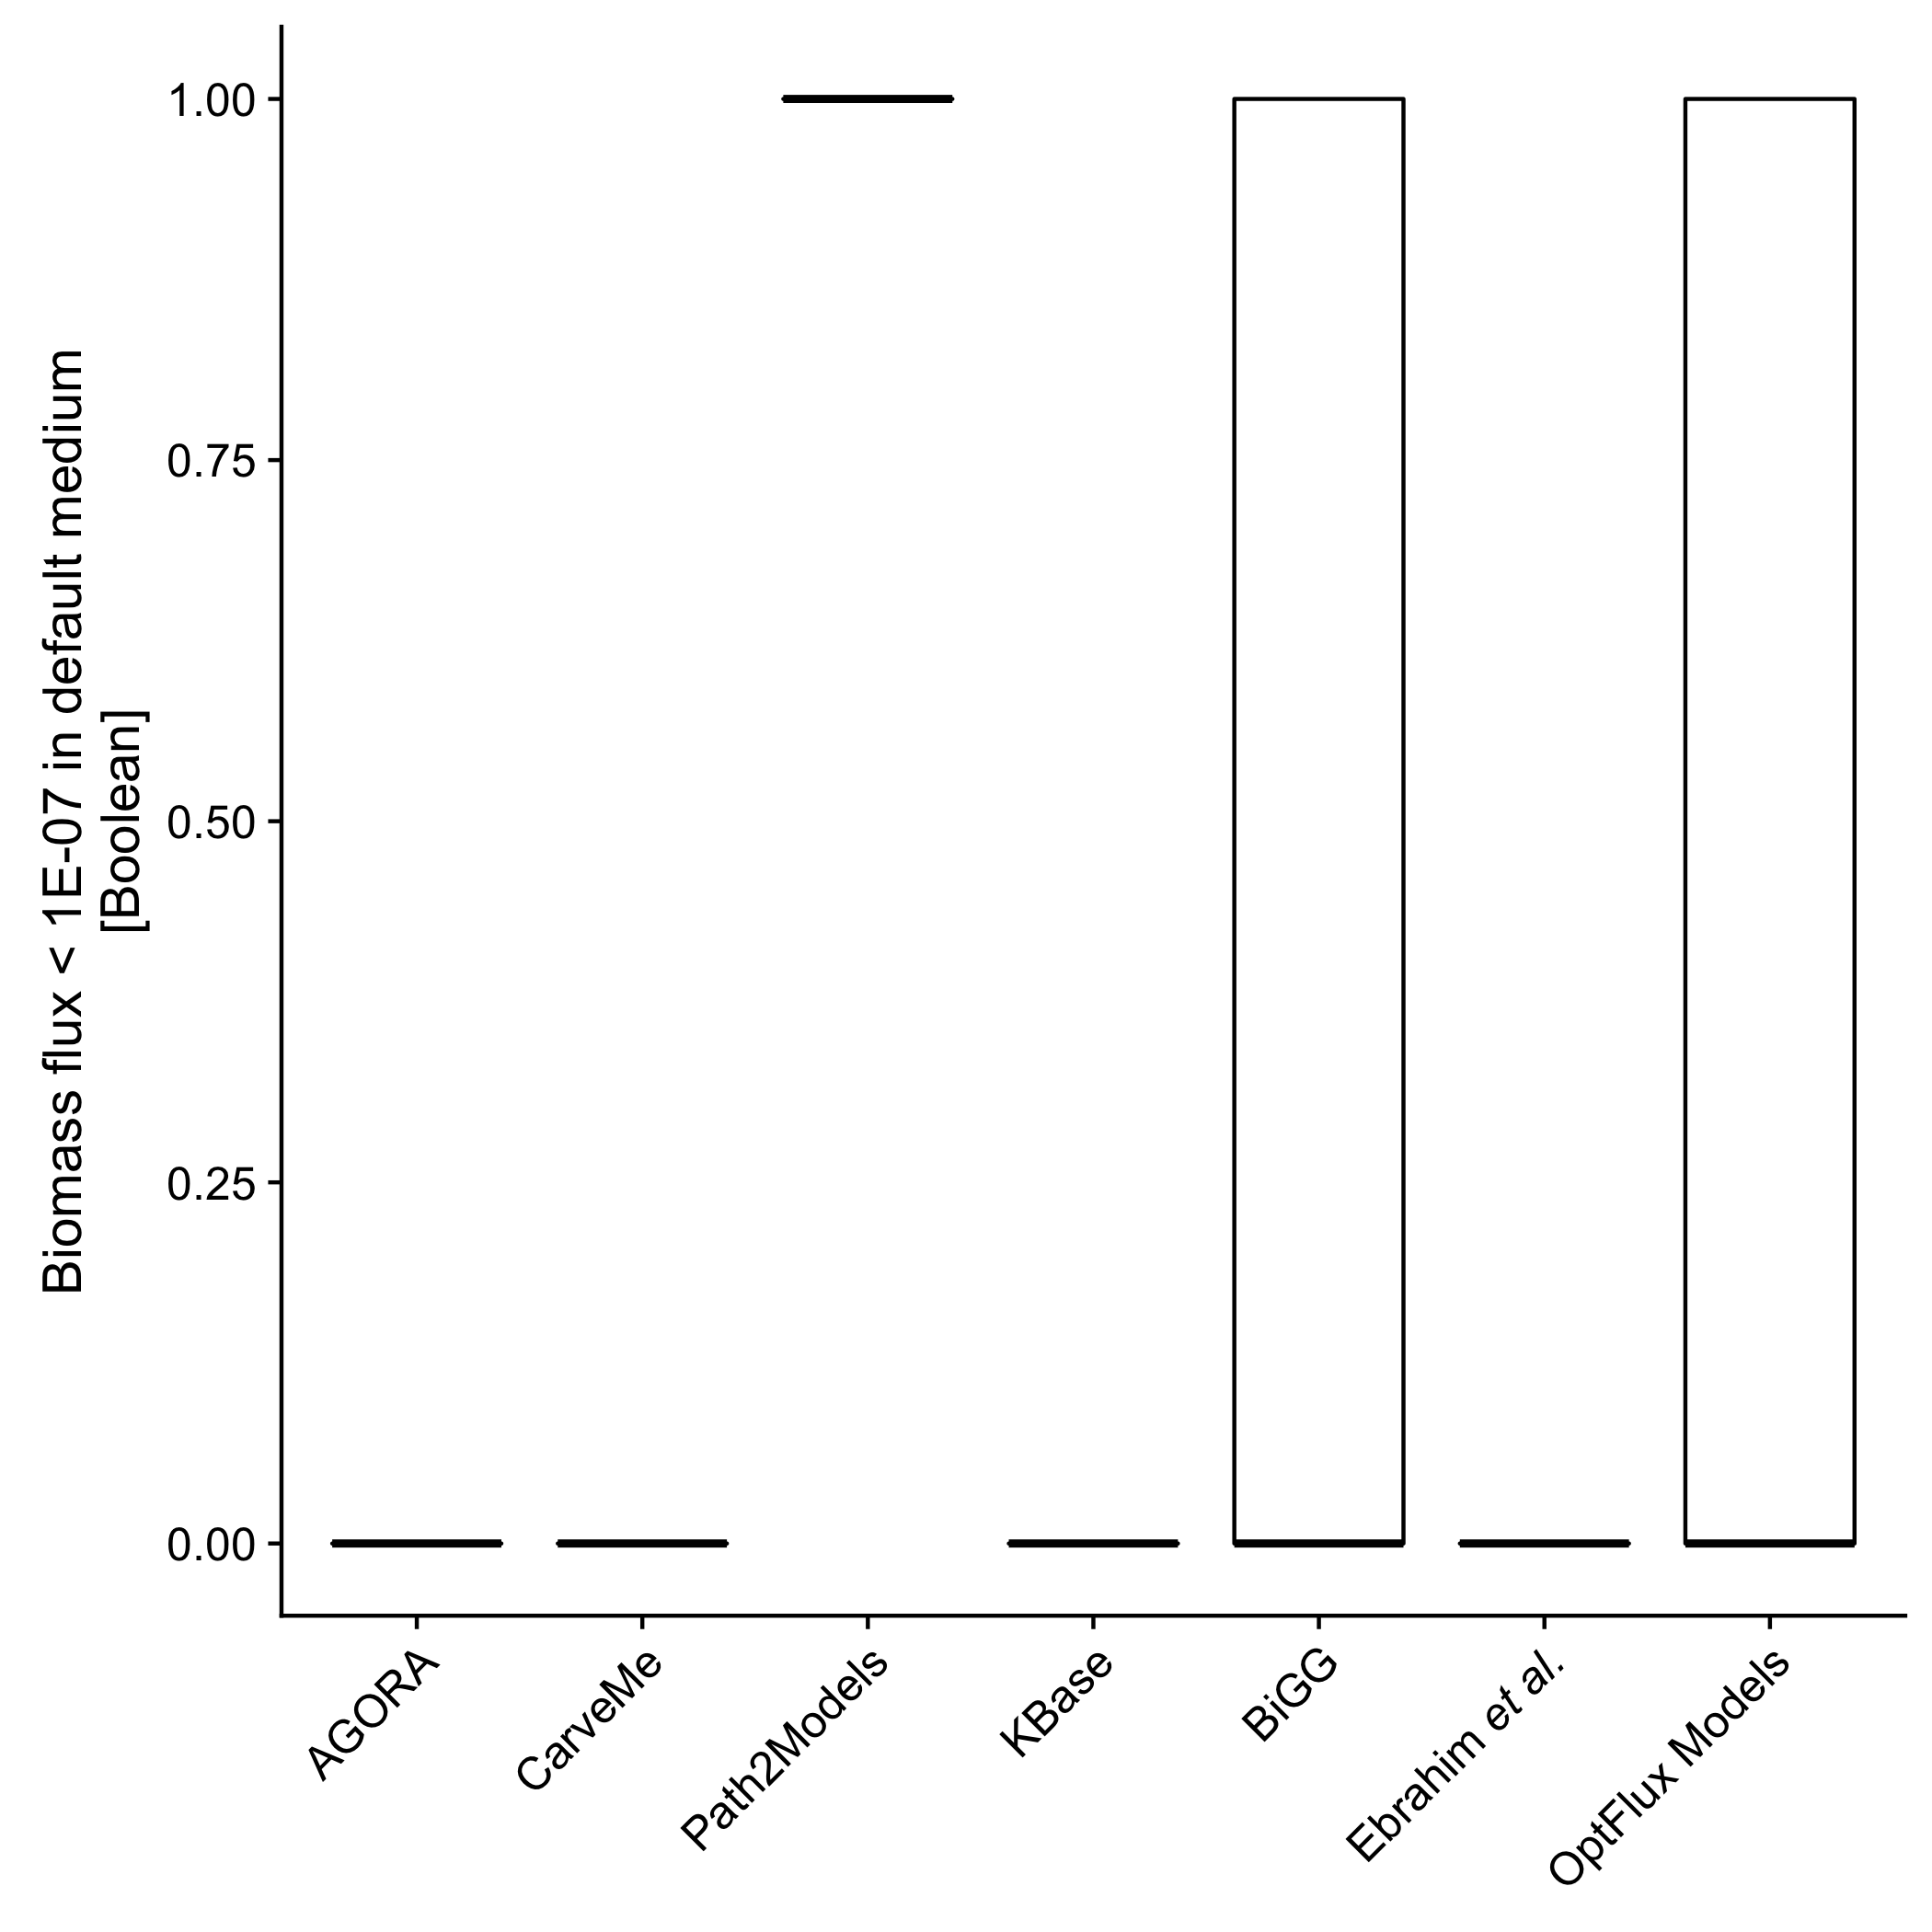 Biomass flux < 1E-07 in default medium
[Boolean]
1.00
0.75
0.50
0.25
0.00
AGORA
CarveMe
Path2Models
KBase
BiGG
Ebrahim et al.
OptFlux Models